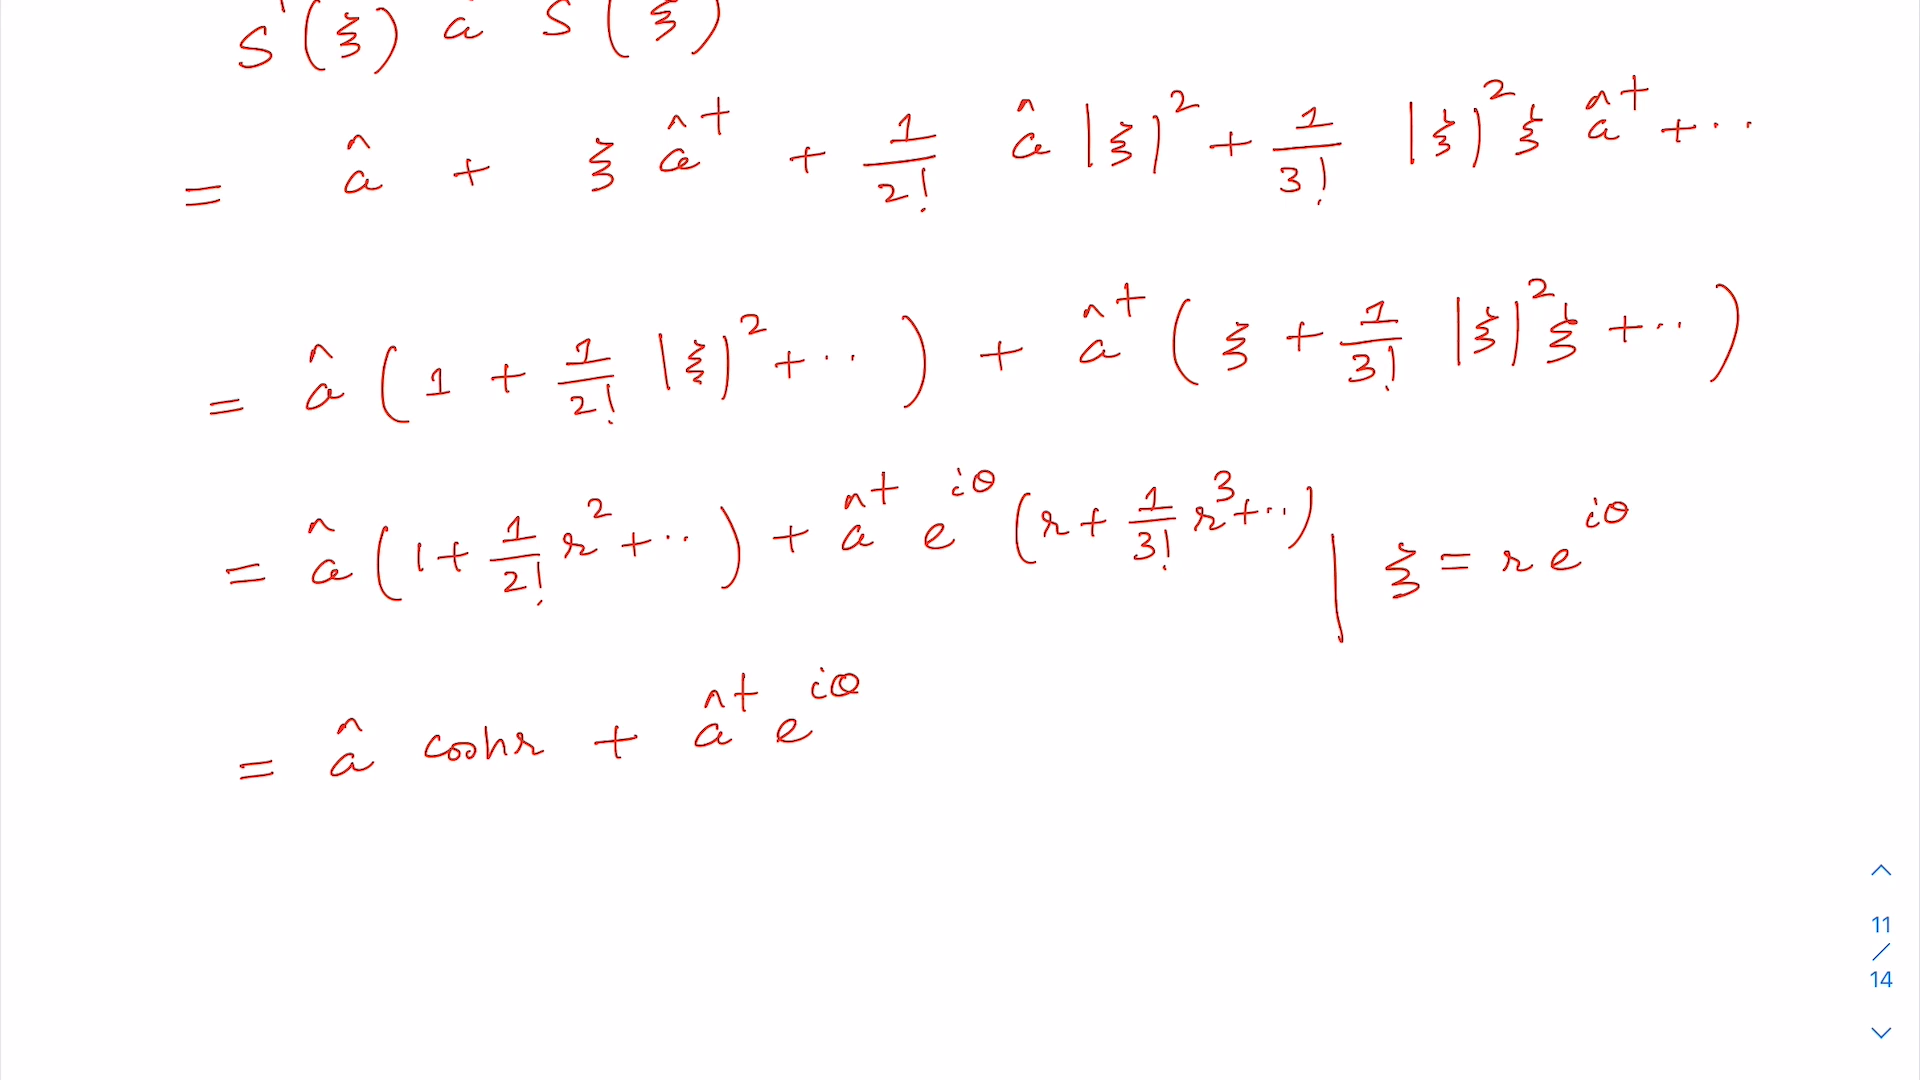 S†(ξ) â S(ξ)
= â + ξ â† + 1/2! â |ξ|² + 1/3! |ξ|² ξ â† + ..
= â (1 + 1/2! |ξ|² + ..) + â† (ξ + 1/3! |ξ|² ξ + ..)
= â (1 + 1/2! r² + ..) + â† e^{iθ} (r + 1/3! r³ + ..) | ξ = r e^{iθ}
= â cosh r + â† e^{iθ}
11
/
14